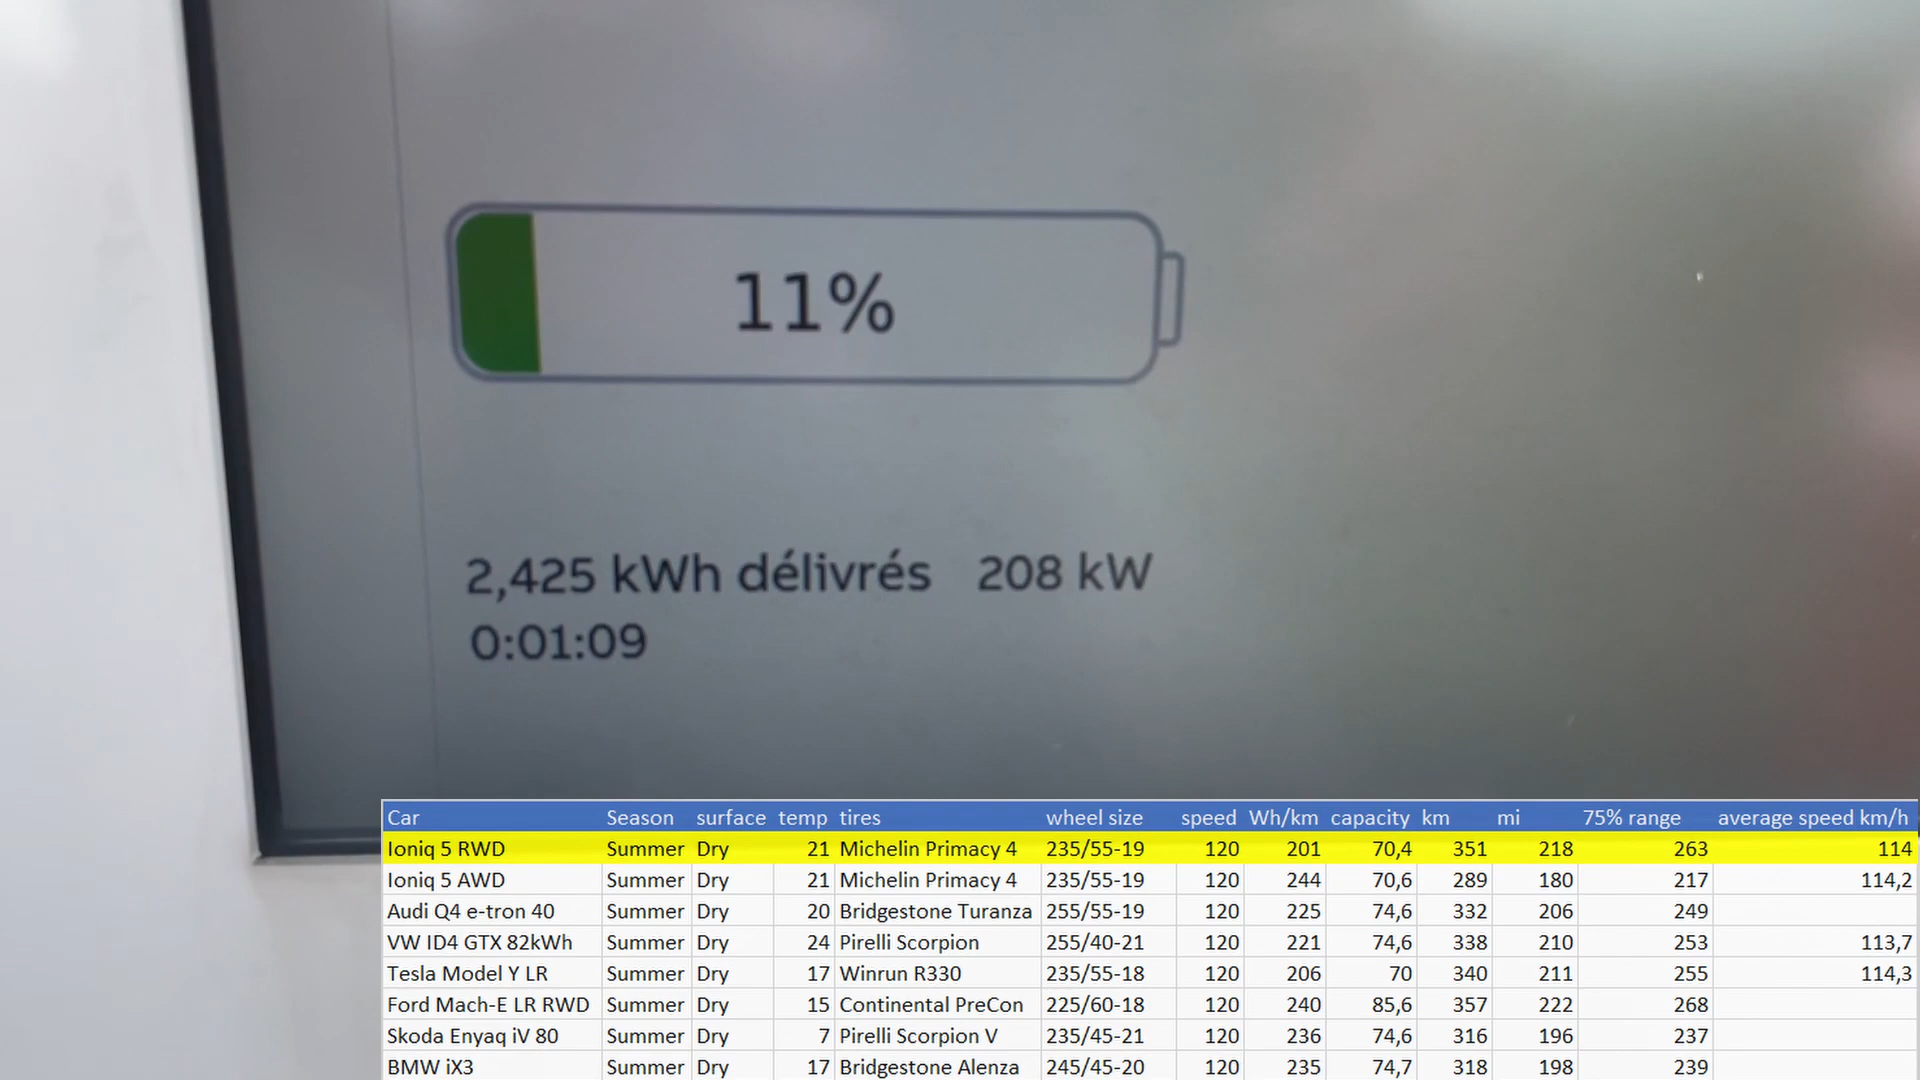 11%
2,425 kWh délivrés 208 kW
0:01:09
Car Season surface temp tires wheel size speed Wh/km capacity km mi 75% range average speed km/h
Ioniq 5 RWD Summer Dry 21 Michelin Primacy 4 235/55-19 120 201 70,4 351 218 263 114
Ioniq 5 AWD Summer Dry 21 Michelin Primacy 4 235/55-19 120 244 70,6 289 180 217 114,2
Audi Q4 e-tron 40 Summer Dry 20 Bridgestone Turanza 255/55-19 120 225 74,6 332 206 249
VW ID4 GTX 82kWh Summer Dry 24 Pirelli Scorpion 255/40-21 120 221 74,6 338 210 253 113,7
Tesla Model Y LR Summer Dry 17 Winrun R330 235/55-18 120 206 70 340 211 255 114,3
Ford Mach-E LR RWD Summer Dry 15 Continental PreCon 225/60-18 120 240 85,6 357 222 268
Skoda Enyaq iV 80 Summer Dry 7 Pirelli Scorpion V 235/45-21 120 236 74,6 316 196 237
BMW iX3 Summer Dry 17 Bridgestone Alenza 245/45-20 120 235 74,7 318 198 239